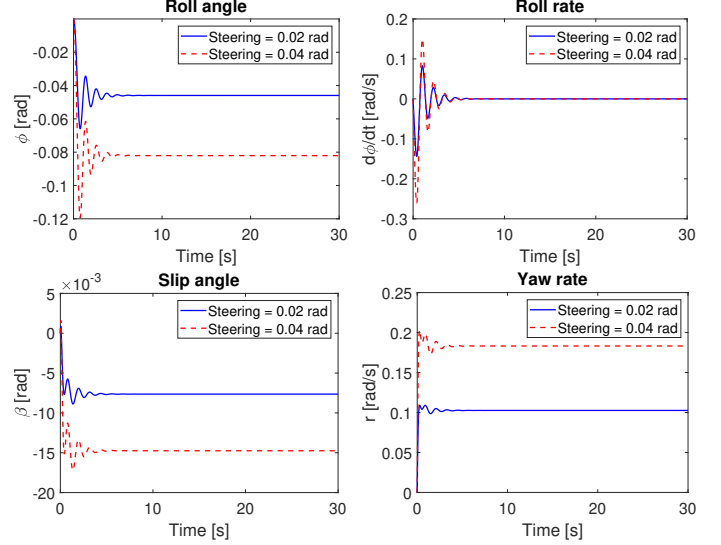 Roll angle
Steering = 0.02 rad
Steering = 0.04 rad
-0.02
-0.04
-0.06
-0.08
-0.1
-0.12
ϕ [rad]
0
10
20
30
Time [s]
Roll rate
Steering = 0.02 rad
Steering = 0.04 rad
0.2
0.1
0
-0.1
-0.2
-0.3
dϕ/dt [rad/s]
0
10
20
30
Time [s]
Slip angle
×10⁻³
Steering = 0.02 rad
Steering = 0.04 rad
5
0
-5
-10
-15
-20
β [rad]
0
10
20
30
Time [s]
Yaw rate
Steering = 0.02 rad
Steering = 0.04 rad
0.25
0.2
0.15
0.1
0.05
0
r [rad/s]
0
10
20
30
Time [s]